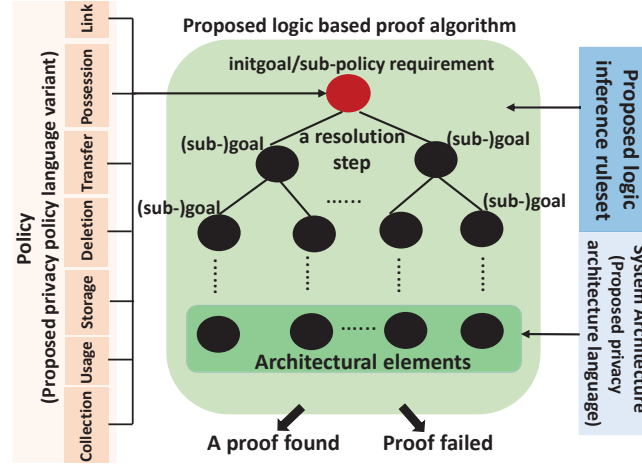 Proposed logic based proof algorithm
initgoal/sub-policy requirement
(sub-)goal
a resolution
step
(sub-)goal
(sub-)goal
......
(sub-)goal
......
......
......
......
......
Architectural elements
A proof found
Proof failed
Policy
(Proposed privacy policy language variant)
Link
Possession
Transfer
Deletion
Storage
Usage
Collection
Proposed logic
inference ruleset
System Architecture
(Proposed privacy
architecture language)